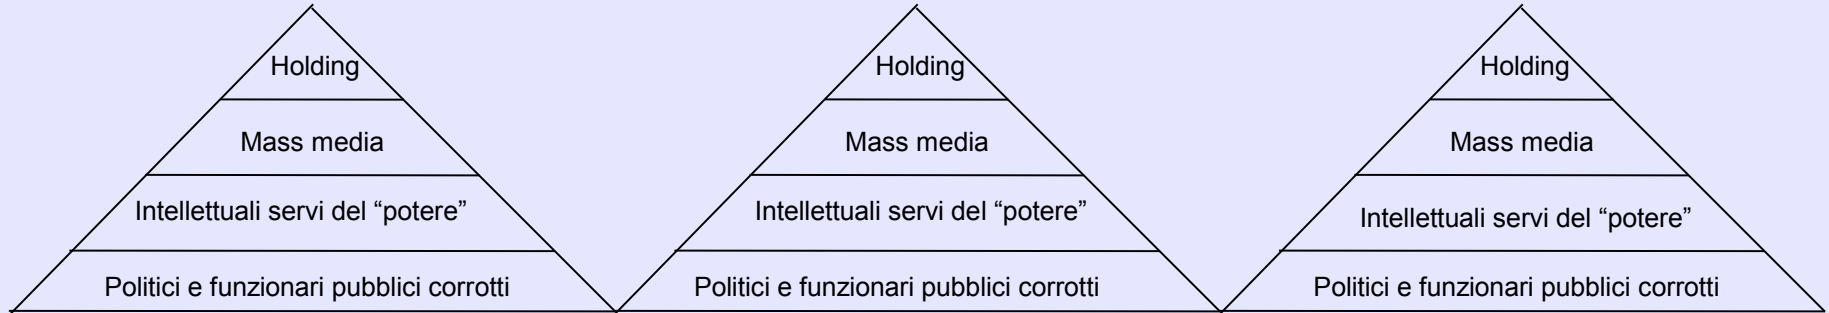 Holding
Mass media
Intellettuali servi del “potere”
Politici e funzionari pubblici corrotti
Holding
Mass media
Intellettuali servi del “potere”
Politici e funzionari pubblici corrotti
Holding
Mass media
Intellettuali servi del “potere”
Politici e funzionari pubblici corrotti